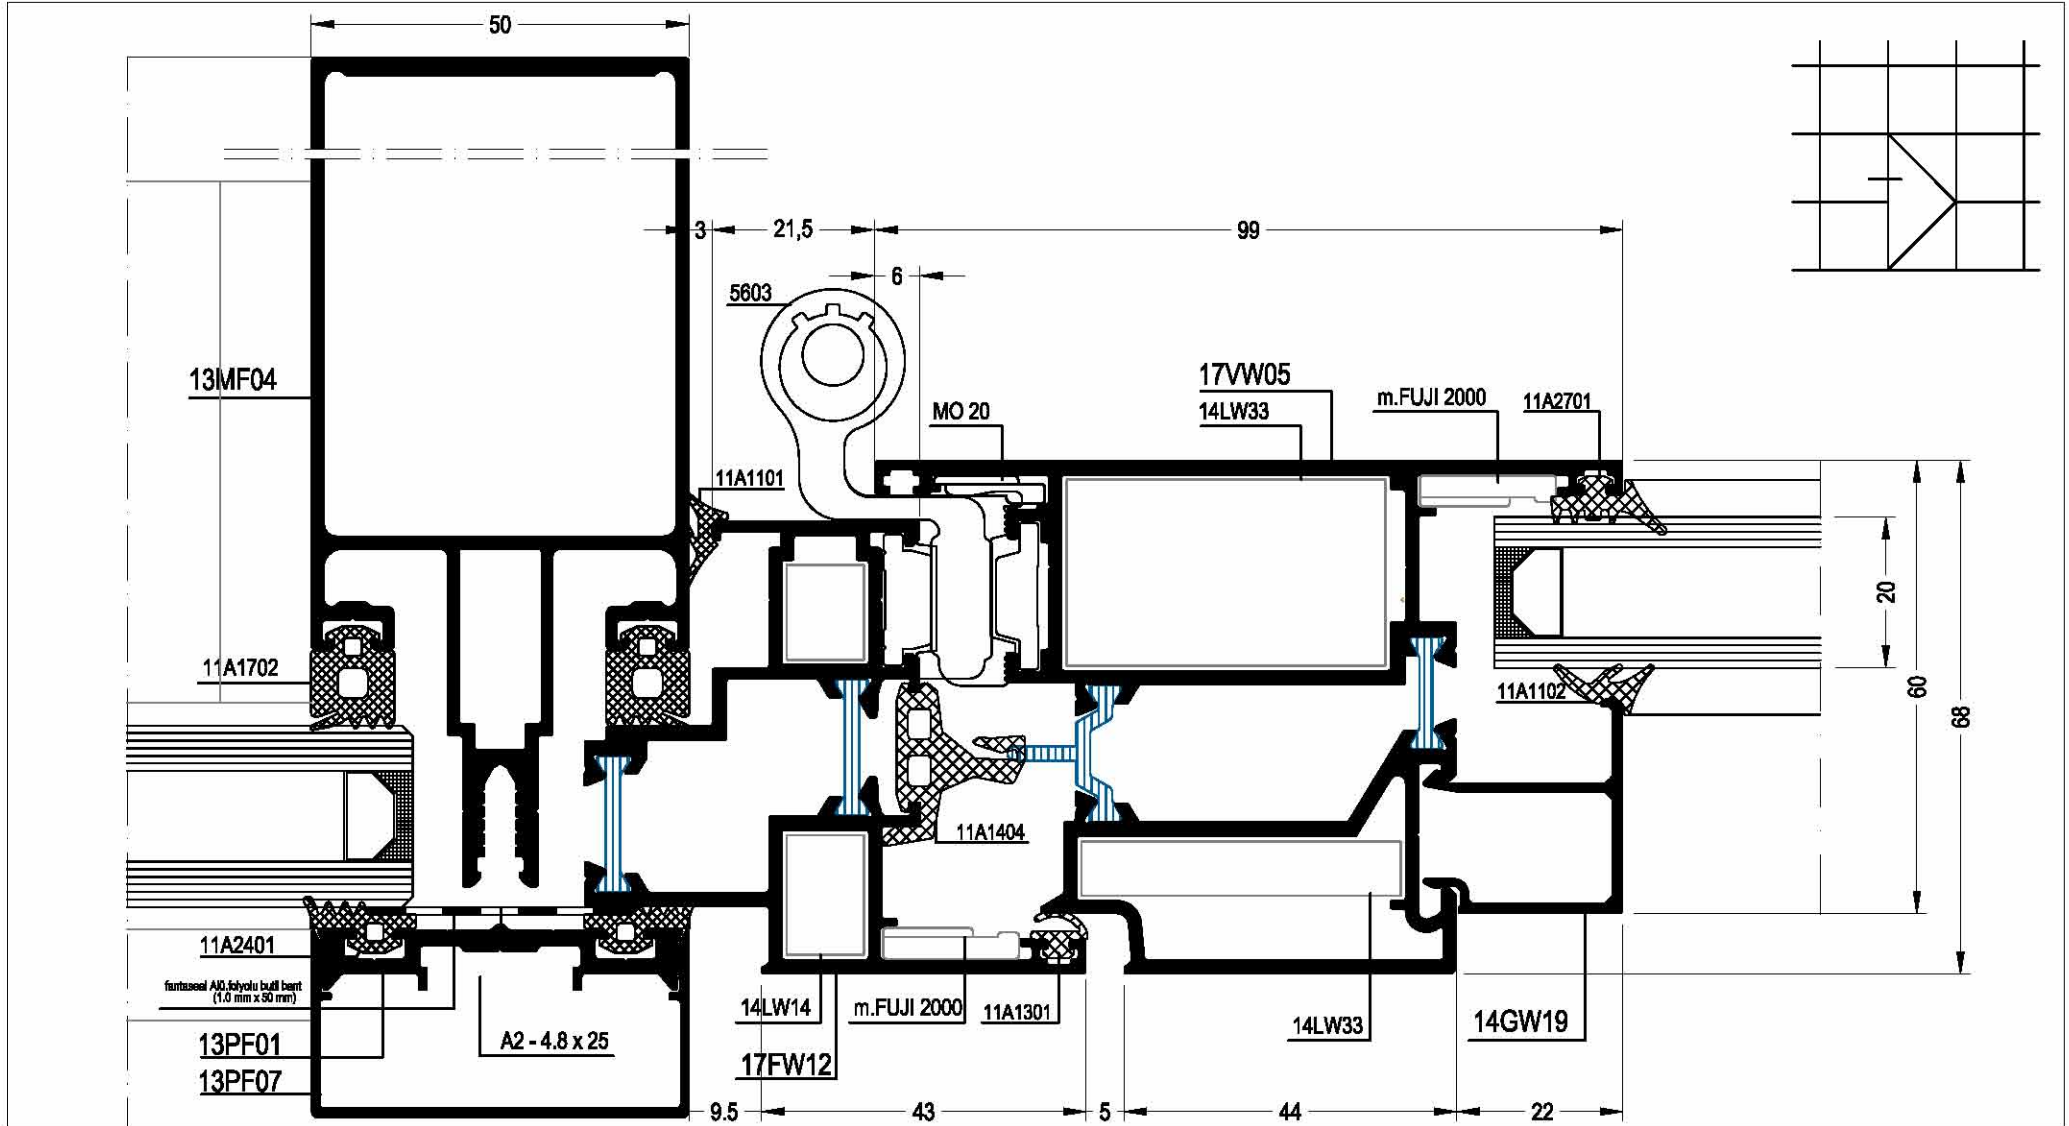 50
3
21,5
99
6
5603
13MF04
17VW05
14LW33
MO 20
m.FUJI 2000
11A2701
11A1101
20
11A1702
11A1102
60
68
11A1404
11A2401
fantaseal Alü.folyolu butil bant
(1.0 mm x 50 mm)
14LW14
m.FUJI 2000
11A1301
14LW33
14GW19
13PF01
A2 - 4.8 x 25
17FW12
13PF07
9.5
43
5
44
22